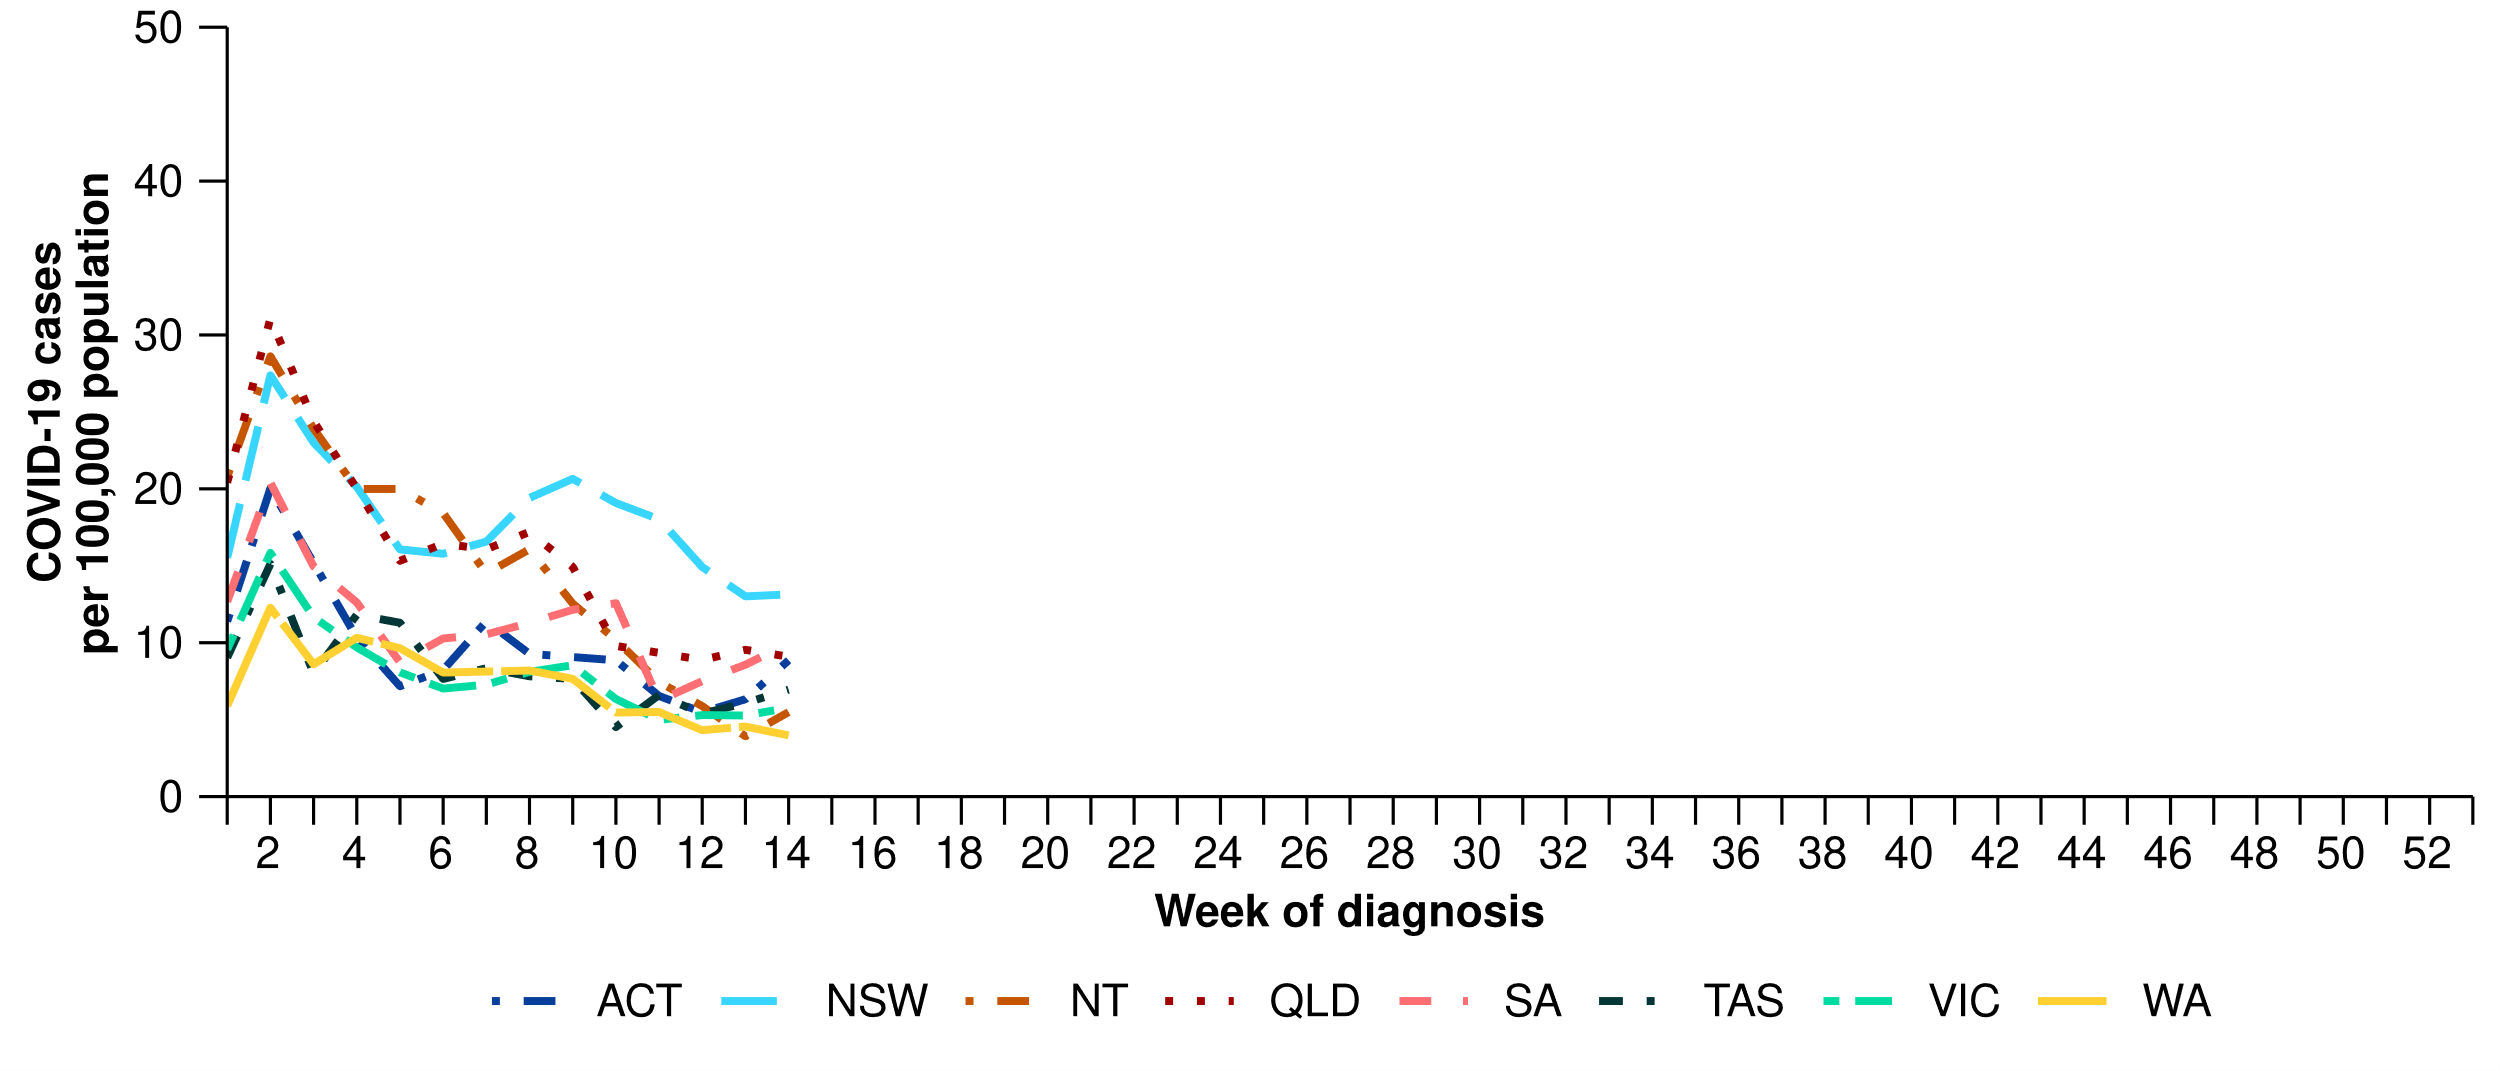 COVID-19 cases
per 100,000 population
50
40
30
20
10
0
2 4 6 8 10 12 14 16 18 20 22 24 26 28 30 32 34 36 38 40 42 44 46 48 50 52
Week of diagnosis
ACT NSW NT QLD SA TAS VIC WA